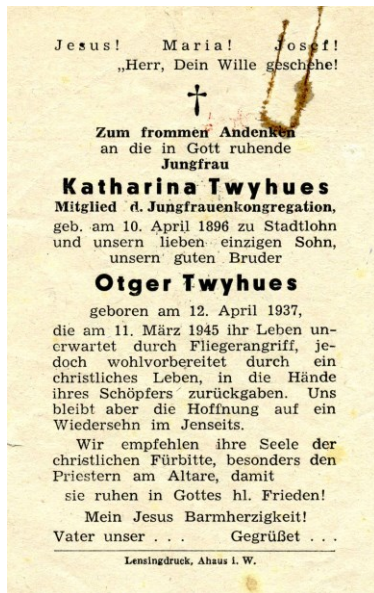 Jesus! Maria! Josef!
„Herr, Dein Wille geschehe!
Zum frommen Andenken
an die in Gott ruhende
Jungfrau
Katharina Twyhues
Mitglied d. Jungfrauenkongregation,
geb. am 10. April 1896 zu Stadtlohn
und unsern lieben einzigen Sohn,
unsern guten Bruder
Otger Twyhues
geboren am 12. April 1937,
die am 11. März 1945 ihr Leben un-
erwartet durch Fliegerangriff, je-
doch wohlvorbereitet durch ein
christliches Leben, in die Hände
ihres Schöpfers zurückgaben. Uns
bleibt aber die Hoffnung auf ein
Wiedersehn im Jenseits.
Wir empfehlen ihre Seele der
christlichen Fürbitte, besonders den
Priestern am Altare, damit
sie ruhen in Gottes hl. Frieden!
Mein Jesus Barmherzigkeit!
Vater unser . . . Gegrüßet . . .
Lensingdruck, Ahaus i. W.